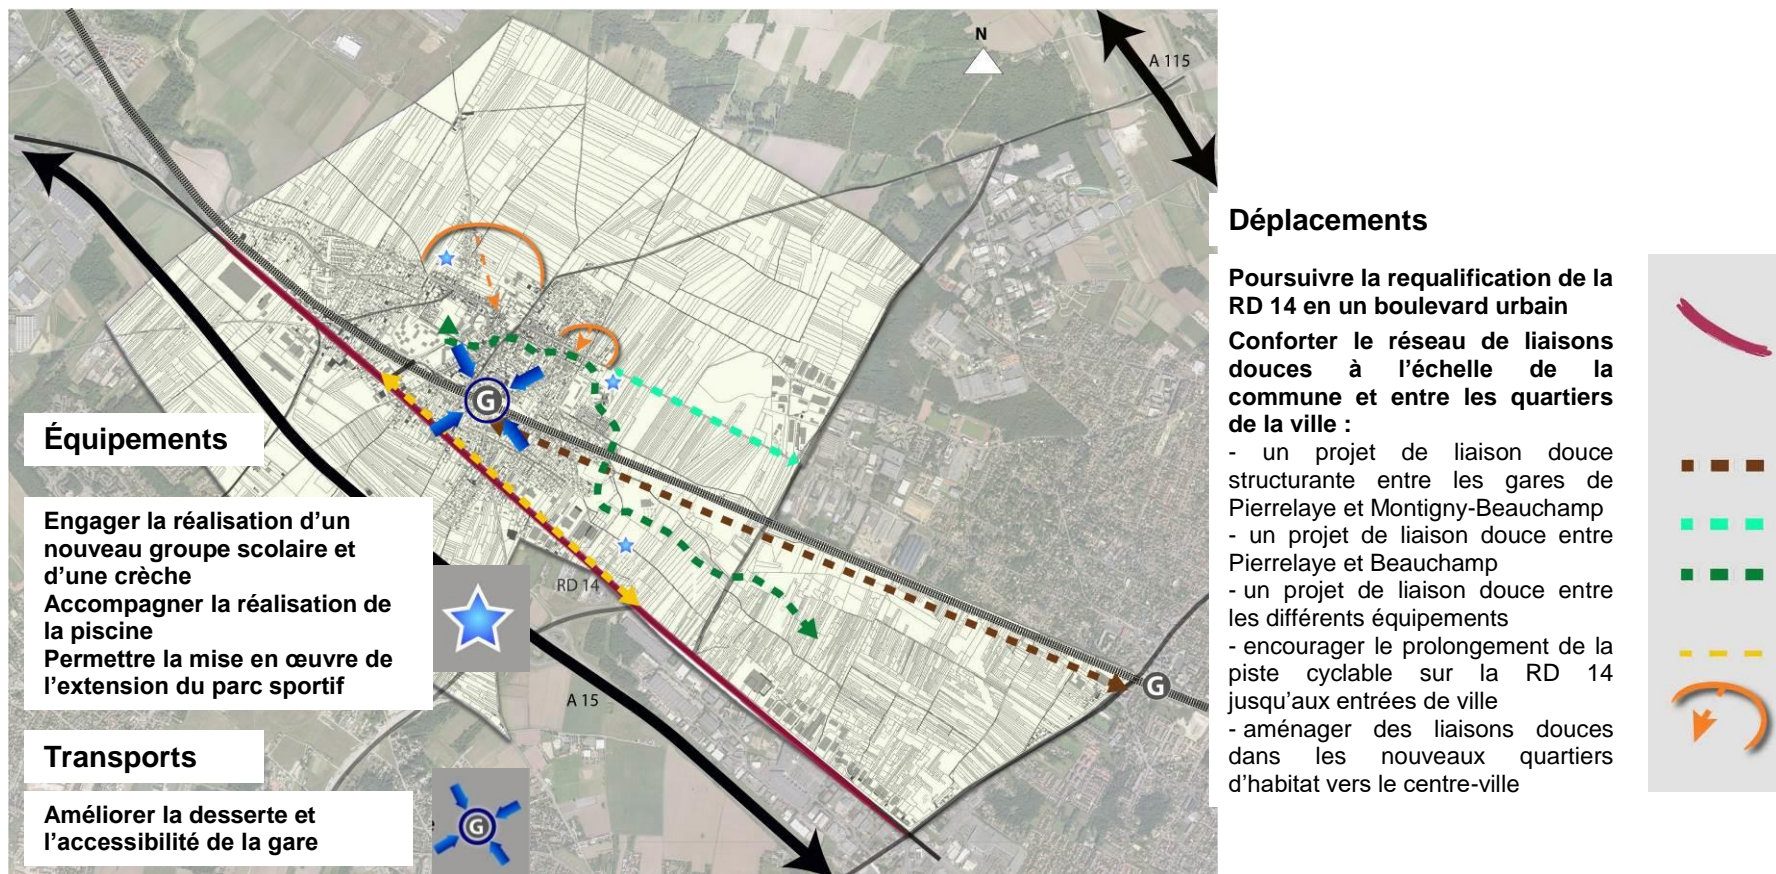 N
A 115
G
RD 14
A 15
G
Équipements
Engager la réalisation d’un
nouveau groupe scolaire et
d’une crèche
Accompagner la réalisation de
la piscine
Permettre la mise en œuvre de
l’extension du parc sportif
Transports
Améliorer la desserte et
l’accessibilité de la gare
G
Déplacements
Poursuivre la requalification de la
RD 14 en un boulevard urbain
Conforter le réseau de liaisons
douces à l’échelle de la
commune et entre les quartiers
de la ville :
- un projet de liaison douce
structurante entre les gares de
Pierrelaye et Montigny-Beauchamp
- un projet de liaison douce entre
Pierrelaye et Beauchamp
- un projet de liaison douce entre
les différents équipements
- encourager le prolongement de la
piste cyclable sur la RD 14
jusqu’aux entrées de ville
- aménager des liaisons douces
dans les nouveaux quartiers
d’habitat vers le centre-ville